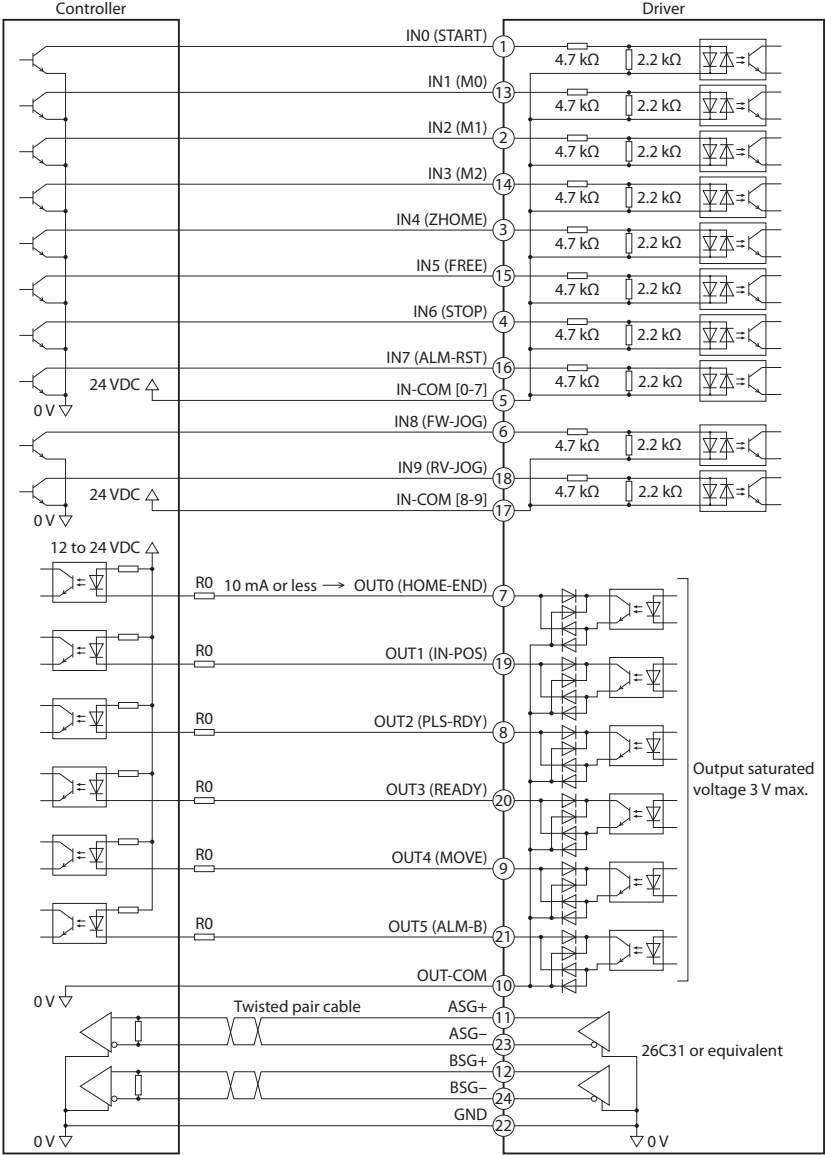 Controller Driver
IN0 (START) 1 4.7 kΩ 2.2 kΩ
IN1 (M0) 13 4.7 kΩ 2.2 kΩ
IN2 (M1) 2 4.7 kΩ 2.2 kΩ
IN3 (M2) 14 4.7 kΩ 2.2 kΩ
IN4 (ZHOME) 3 4.7 kΩ 2.2 kΩ
IN5 (FREE) 15 4.7 kΩ 2.2 kΩ
IN6 (STOP) 4 4.7 kΩ 2.2 kΩ
IN7 (ALM-RST) 16 4.7 kΩ 2.2 kΩ
24 VDC IN-COM [0-7] 5
0 V
IN8 (FW-JOG) 6 4.7 kΩ 2.2 kΩ
IN9 (RV-JOG) 18 4.7 kΩ 2.2 kΩ
24 VDC IN-COM [8-9] 17
0 V
12 to 24 VDC
R0 10 mA or less → OUT0 (HOME-END) 7
R0 OUT1 (IN-POS) 19
R0 OUT2 (PLS-RDY) 8
R0 OUT3 (READY) 20
Output saturated
voltage 3 V max.
R0 OUT4 (MOVE) 9
R0 OUT5 (ALM-B) 21
OUT-COM 10
0 V
Twisted pair cable ASG+ 11
ASG− 23
26C31 or equivalent
BSG+ 12
BSG− 24
GND 22
0 V 0 V